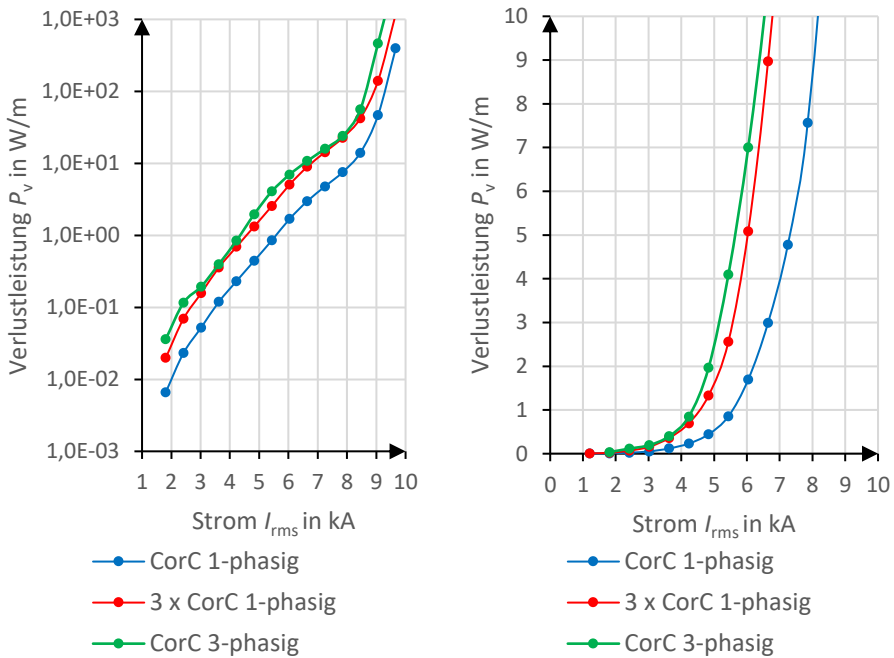 Verlustleistung Pv in W/m
1,0E+03
1,0E+02
1,0E+01
1,0E+00
1,0E-01
1,0E-02
1,0E-03
1 2 3 4 5 6 7 8 9 10
Strom Irms in kA
CorC 1-phasig
3 x CorC 1-phasig
CorC 3-phasig
Verlustleistung Pv in W/m
10
9
8
7
6
5
4
3
2
1
0
0 1 2 3 4 5 6 7 8 9 10
Strom Irms in kA
CorC 1-phasig
3 x CorC 1-phasig
CorC 3-phasig